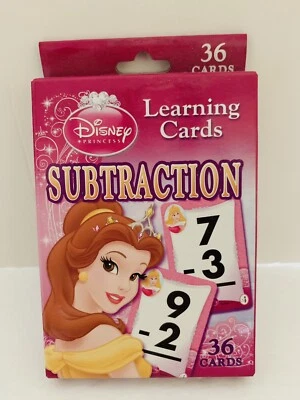 36
CARDS
Disney
PRINCESS
Learning
Cards
SUBTRACTION
7
- 3
9
- 2
36
CARDS